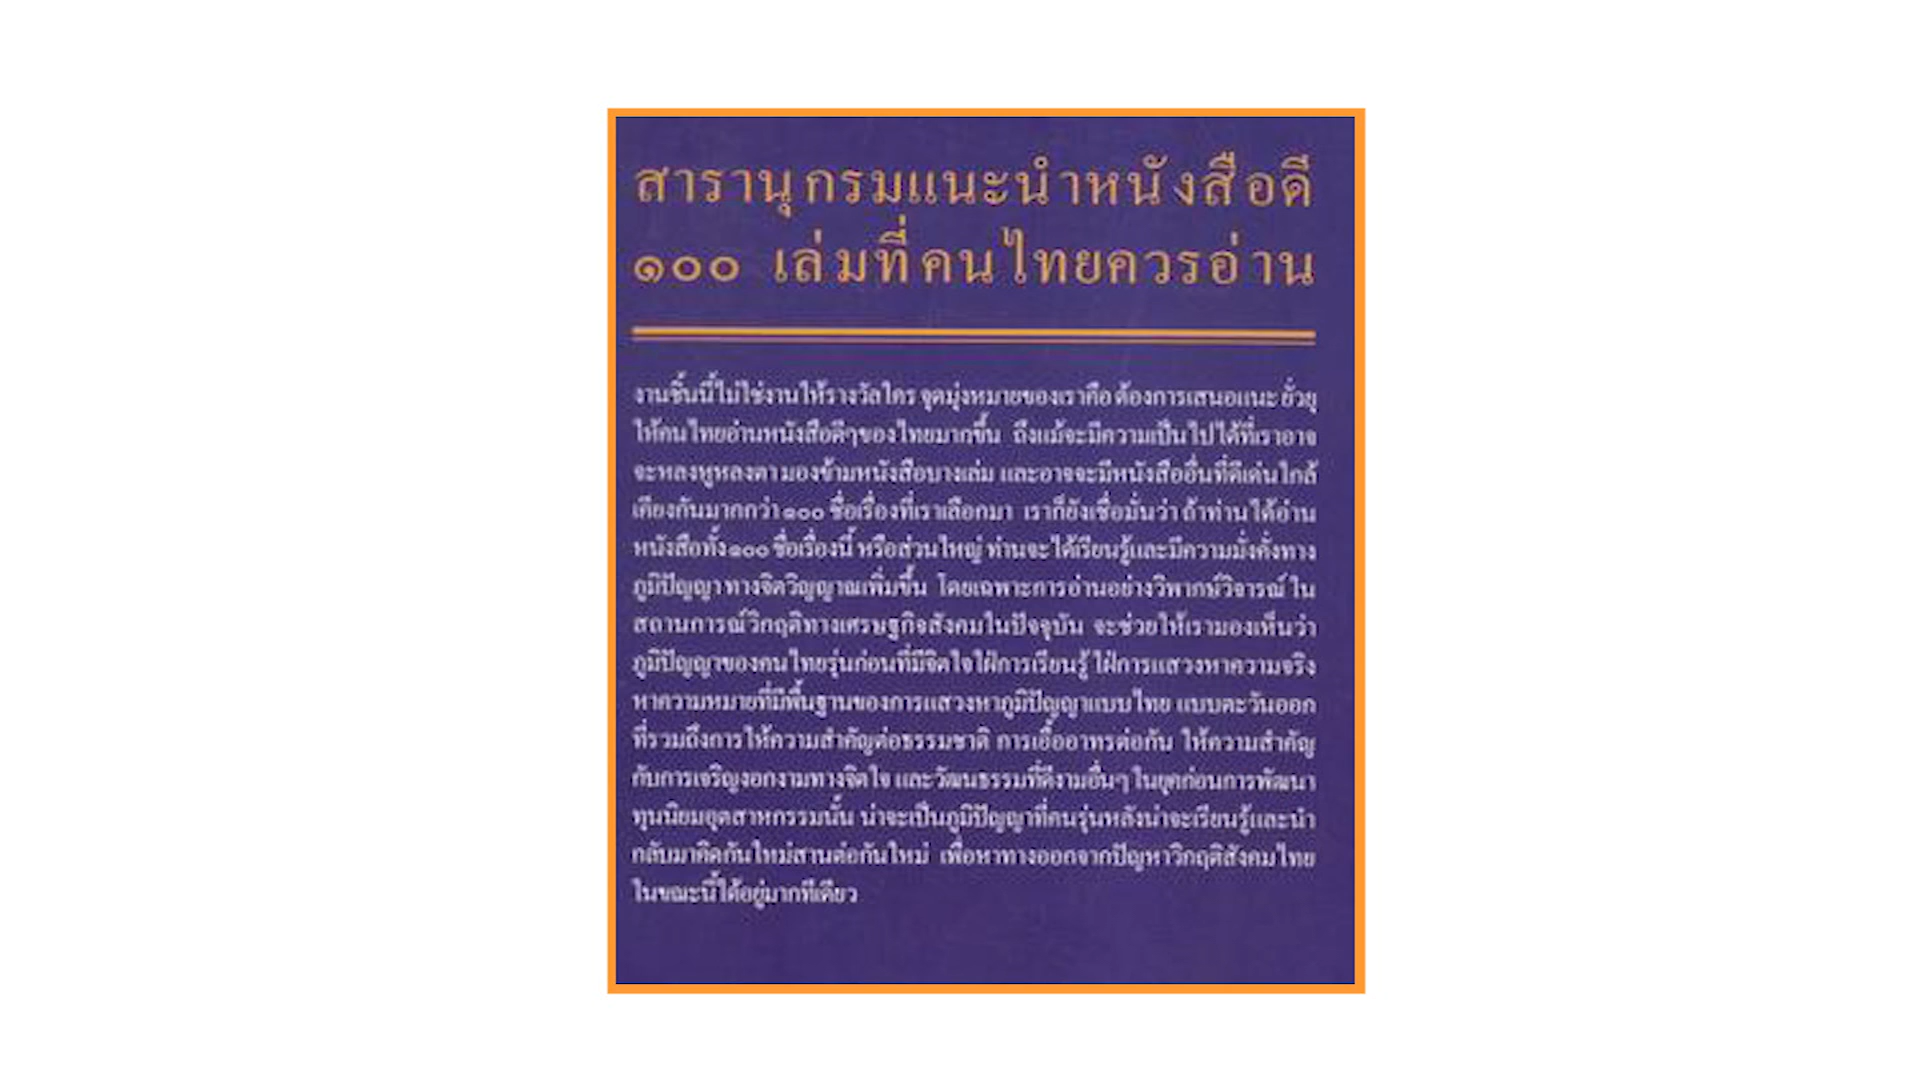 สารานุกรมแนะนำหนังสือดี
๑๐๐ เล่มที่คนไทยควรอ่าน
งานชิ้นนี้ไม่ใช่งานให้รางวัลใคร จุดมุ่งหมายของเราคือต้องการเสนอแนะ ยั่วยุ
ให้คนไทยอ่านหนังสือดีๆของไทยมากขึ้น ถึงแม้จะมีความเป็นไปได้ที่เราอาจ
จะหลงหูหลงตามองข้ามหนังสือบางเล่ม และอาจจะมีหนังสืออื่นที่ดีเด่นใกล้
เคียงกันมากกว่า ๑๐๐ ชื่อเรื่องที่เราเลือกมา เราก็ยังเชื่อมั่นว่า ถ้าท่านได้อ่าน
หนังสือทั้ง ๑๐๐ ชื่อเรื่องนี้ หรือส่วนใหญ่ ท่านจะได้เรียนรู้และมีความมั่งคั่งทาง
ภูมิปัญญาทางจิตวิญญาณเพิ่มขึ้น โดยเฉพาะการอ่านอย่างวิพากษ์วิจารณ์ ใน
สถานการณ์วิกฤติทางเศรษฐกิจสังคมในปัจจุบัน จะช่วยให้เรามองเห็นว่า
ภูมิปัญญาของคนไทยรุ่นก่อนที่มีจิตใจใฝ่การเรียนรู้ ใฝ่การแสวงหาความจริง
หาความหมายที่มีพื้นฐานของการแสวงหาภูมิปัญญาแบบไทย แบบตะวันออก
ที่รวมถึงการให้ความสำคัญต่อธรรมชาติ การเอื้ออาทรต่อกัน ให้ความสำคัญ
กับการเจริญงอกงามทางจิตใจ และวัฒนธรรมที่ดีงามอื่นๆ ในยุคก่อนการพัฒนา
ทุนนิยมอุตสาหกรรมนั้น น่าจะเป็นภูมิปัญญาที่คนรุ่นหลังน่าจะเรียนรู้และนำ
กลับมาคิดกันใหม่สานต่อกันใหม่ เพื่อหาทางออกจากปัญหาวิกฤติสังคมไทย
ในขณะนี้ได้อยู่มากทีเดียว